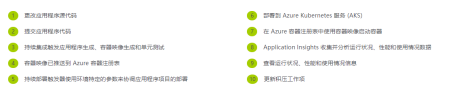 1 更改应用程序源代码
2 提交应用程序代码
3 持续集成触发应用程序生成、容器映像生成和单元测试
4 容器映像已推送到 Azure 容器注册表
5 持续部署触发器使用环境特定的参数来协调应用程序项目的部署
6 部署到 Azure Kubernetes 服务 (AKS)
7 在 Azure 容器注册表中使用容器映像启动容器
8 Application Insights 收集并分析运行状况、性能和使用情况数据
9 查看运行状况、性能和使用情况信息
10 更新积压工作项